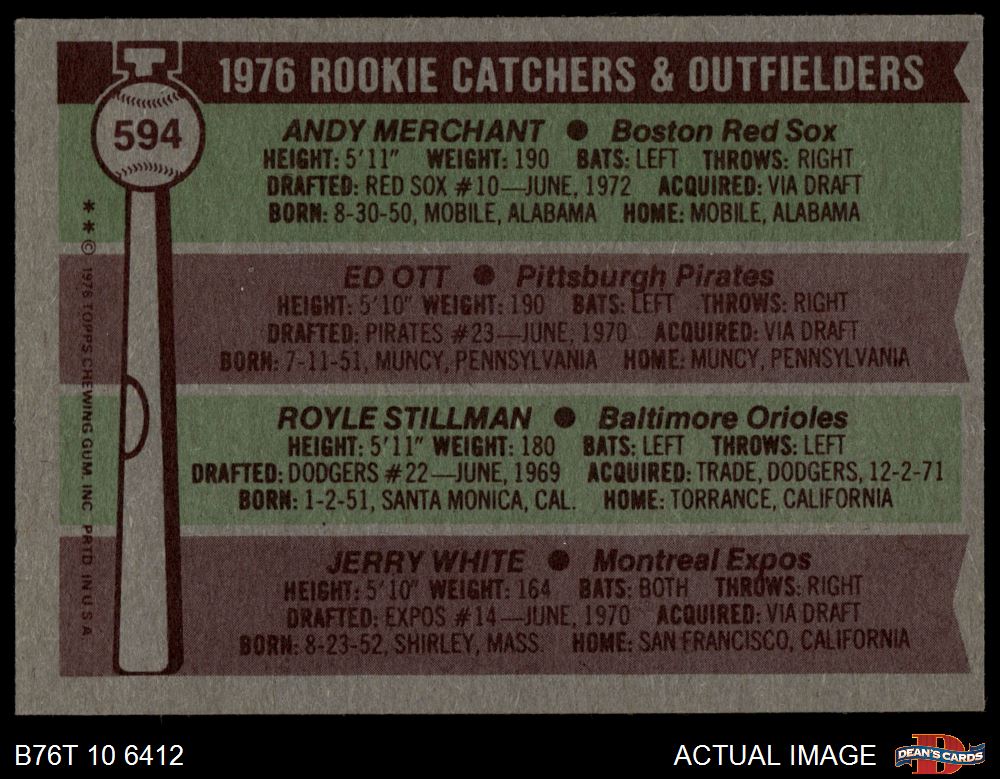 1976 ROOKIE CATCHERS & OUTFIELDERS
594
ANDY MERCHANT ● Boston Red Sox
HEIGHT: 5'11" WEIGHT: 190 BATS: LEFT THROWS: RIGHT
DRAFTED: RED SOX #10—JUNE, 1972 ACQUIRED: VIA DRAFT
BORN: 8-30-50, MOBILE, ALABAMA HOME: MOBILE, ALABAMA
ED OTT ● Pittsburgh Pirates
HEIGHT: 5'10" WEIGHT: 190 BATS: LEFT THROWS: RIGHT
DRAFTED: PIRATES #23—JUNE, 1970 ACQUIRED: VIA DRAFT
BORN: 7-11-51, MUNCY, PENNSYLVANIA HOME: MUNCY, PENNSYLVANIA
ROYLE STILLMAN ● Baltimore Orioles
HEIGHT: 5'11" WEIGHT: 180 BATS: LEFT THROWS: LEFT
DRAFTED: DODGERS #22—JUNE, 1969 ACQUIRED: TRADE, DODGERS, 12-2-71
BORN: 1-2-51, SANTA MONICA, CAL. HOME: TORRANCE, CALIFORNIA
JERRY WHITE ● Montreal Expos
HEIGHT: 5'10" WEIGHT: 164 BATS: BOTH THROWS: RIGHT
DRAFTED: EXPOS #14—JUNE, 1970 ACQUIRED: VIA DRAFT
BORN: 8-23-52, SHIRLEY, MASS. HOME: SAN FRANCISCO, CALIFORNIA
** © 1976 TOPPS CHEWING GUM, INC. PRTD. IN U.S.A.
B76T 10 6412
ACTUAL IMAGE
DEAN'S CARDS